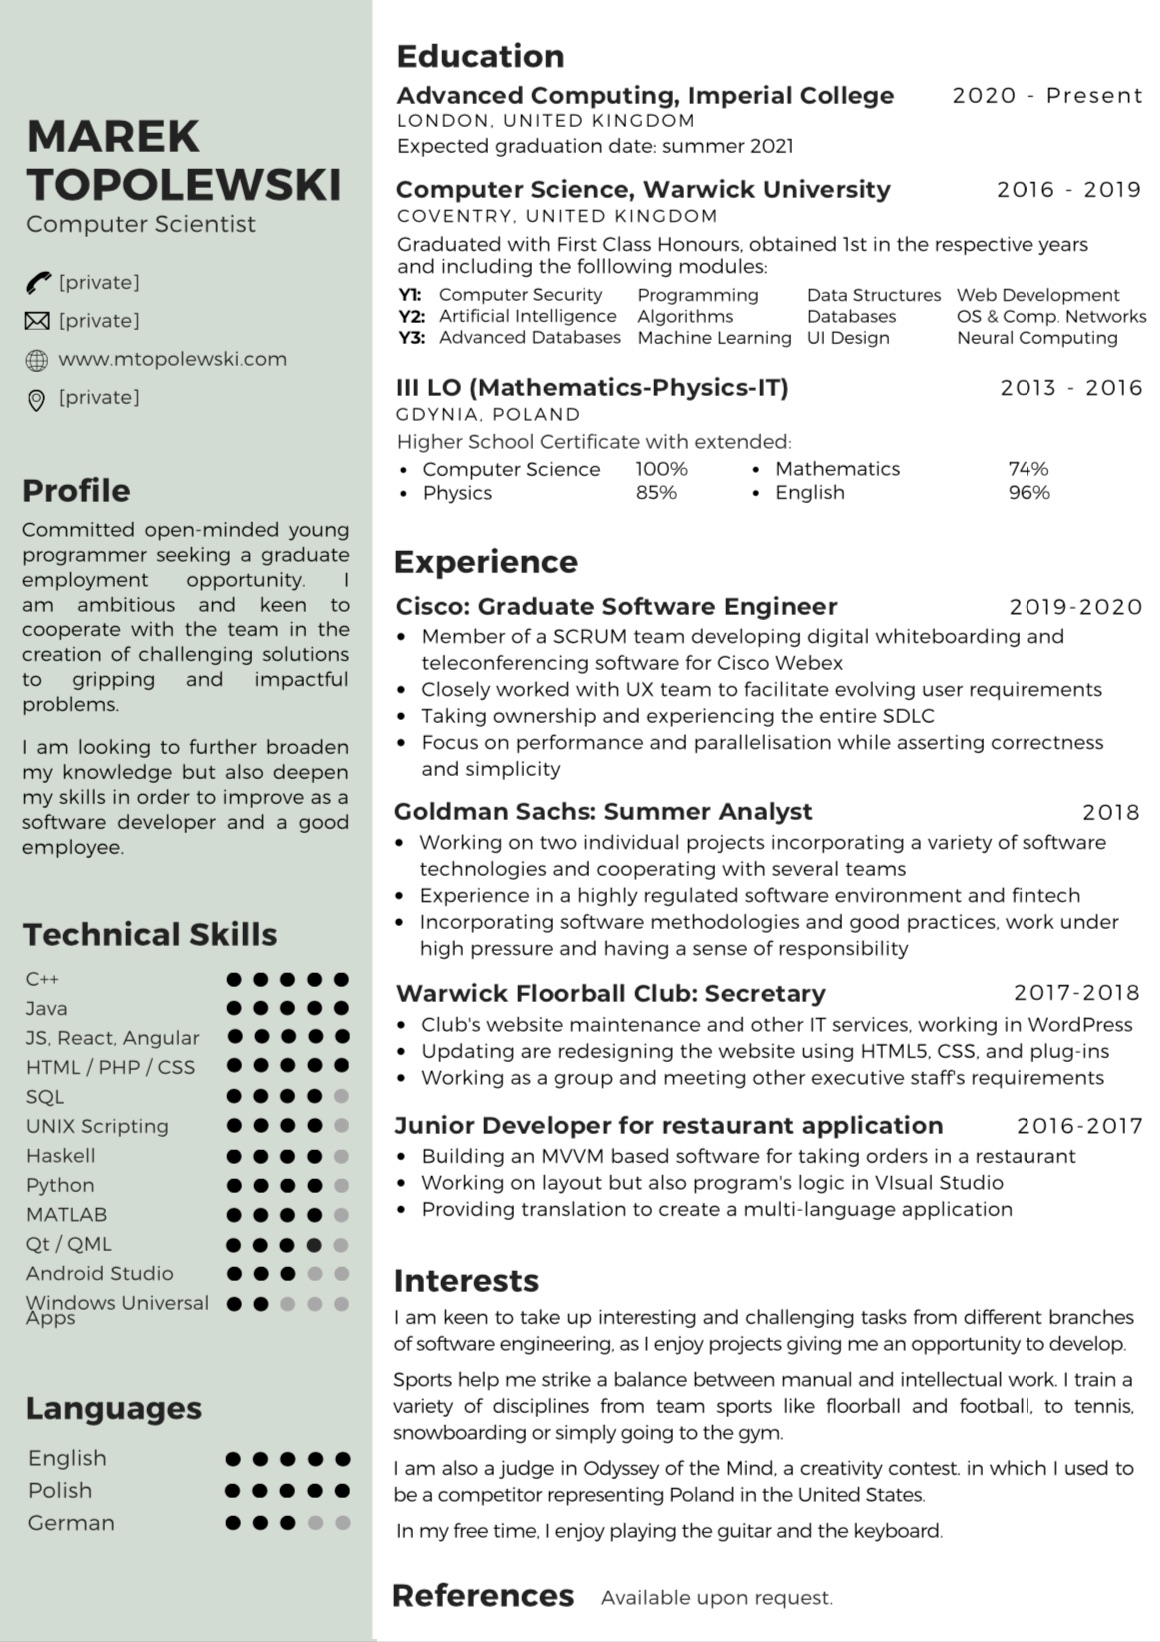 MAREK
TOPOLEWSKI
Computer Scientist
[private]
[private]
www.mtopolewski.com
[private]
Profile
Committed open-minded young
programmer seeking a graduate
employment opportunity. I
am ambitious and keen to
cooperate with the team in the
creation of challenging solutions
to gripping and impactful
problems.
I am looking to further broaden
my knowledge but also deepen
my skills in order to improve as a
software developer and a good
employee.
Technical Skills
C++
Java
JS, React, Angular
HTML / PHP / CSS
SQL
UNIX Scripting
Haskell
Python
MATLAB
Qt / QML
Android Studio
Windows Universal
Apps
Languages
English
Polish
German
Education
Advanced Computing, Imperial College 2020 - Present
LONDON, UNITED KINGDOM
Expected graduation date: summer 2021
Computer Science, Warwick University 2016 - 2019
COVENTRY, UNITED KINGDOM
Graduated with First Class Honours, obtained 1st in the respective years
and including the folllowing modules:
Y1: Computer Security Programming Data Structures Web Development
Y2: Artificial Intelligence Algorithms Databases OS & Comp. Networks
Y3: Advanced Databases Machine Learning UI Design Neural Computing
III LO (Mathematics-Physics-IT) 2013 - 2016
GDYNIA, POLAND
Higher School Certificate with extended:
• Computer Science 100% • Mathematics 74%
• Physics 85% • English 96%
Experience
Cisco: Graduate Software Engineer 2019-2020
• Member of a SCRUM team developing digital whiteboarding and
teleconferencing software for Cisco Webex
• Closely worked with UX team to facilitate evolving user requirements
• Taking ownership and experiencing the entire SDLC
• Focus on performance and parallelisation while asserting correctness
and simplicity
Goldman Sachs: Summer Analyst 2018
• Working on two individual projects incorporating a variety of software
technologies and cooperating with several teams
• Experience in a highly regulated software environment and fintech
• Incorporating software methodologies and good practices, work under
high pressure and having a sense of responsibility
Warwick Floorball Club: Secretary 2017-2018
• Club's website maintenance and other IT services, working in WordPress
• Updating are redesigning the website using HTML5, CSS, and plug-ins
• Working as a group and meeting other executive staff's requirements
Junior Developer for restaurant application 2016-2017
• Building an MVVM based software for taking orders in a restaurant
• Working on layout but also program's logic in VIsual Studio
• Providing translation to create a multi-language application
Interests
I am keen to take up interesting and challenging tasks from different branches
of software engineering, as I enjoy projects giving me an opportunity to develop.
Sports help me strike a balance between manual and intellectual work. I train a
variety of disciplines from team sports like floorball and football, to tennis,
snowboarding or simply going to the gym.
I am also a judge in Odyssey of the Mind, a creativity contest. in which I used to
be a competitor representing Poland in the United States.
In my free time, I enjoy playing the guitar and the keyboard.
References Available upon request.